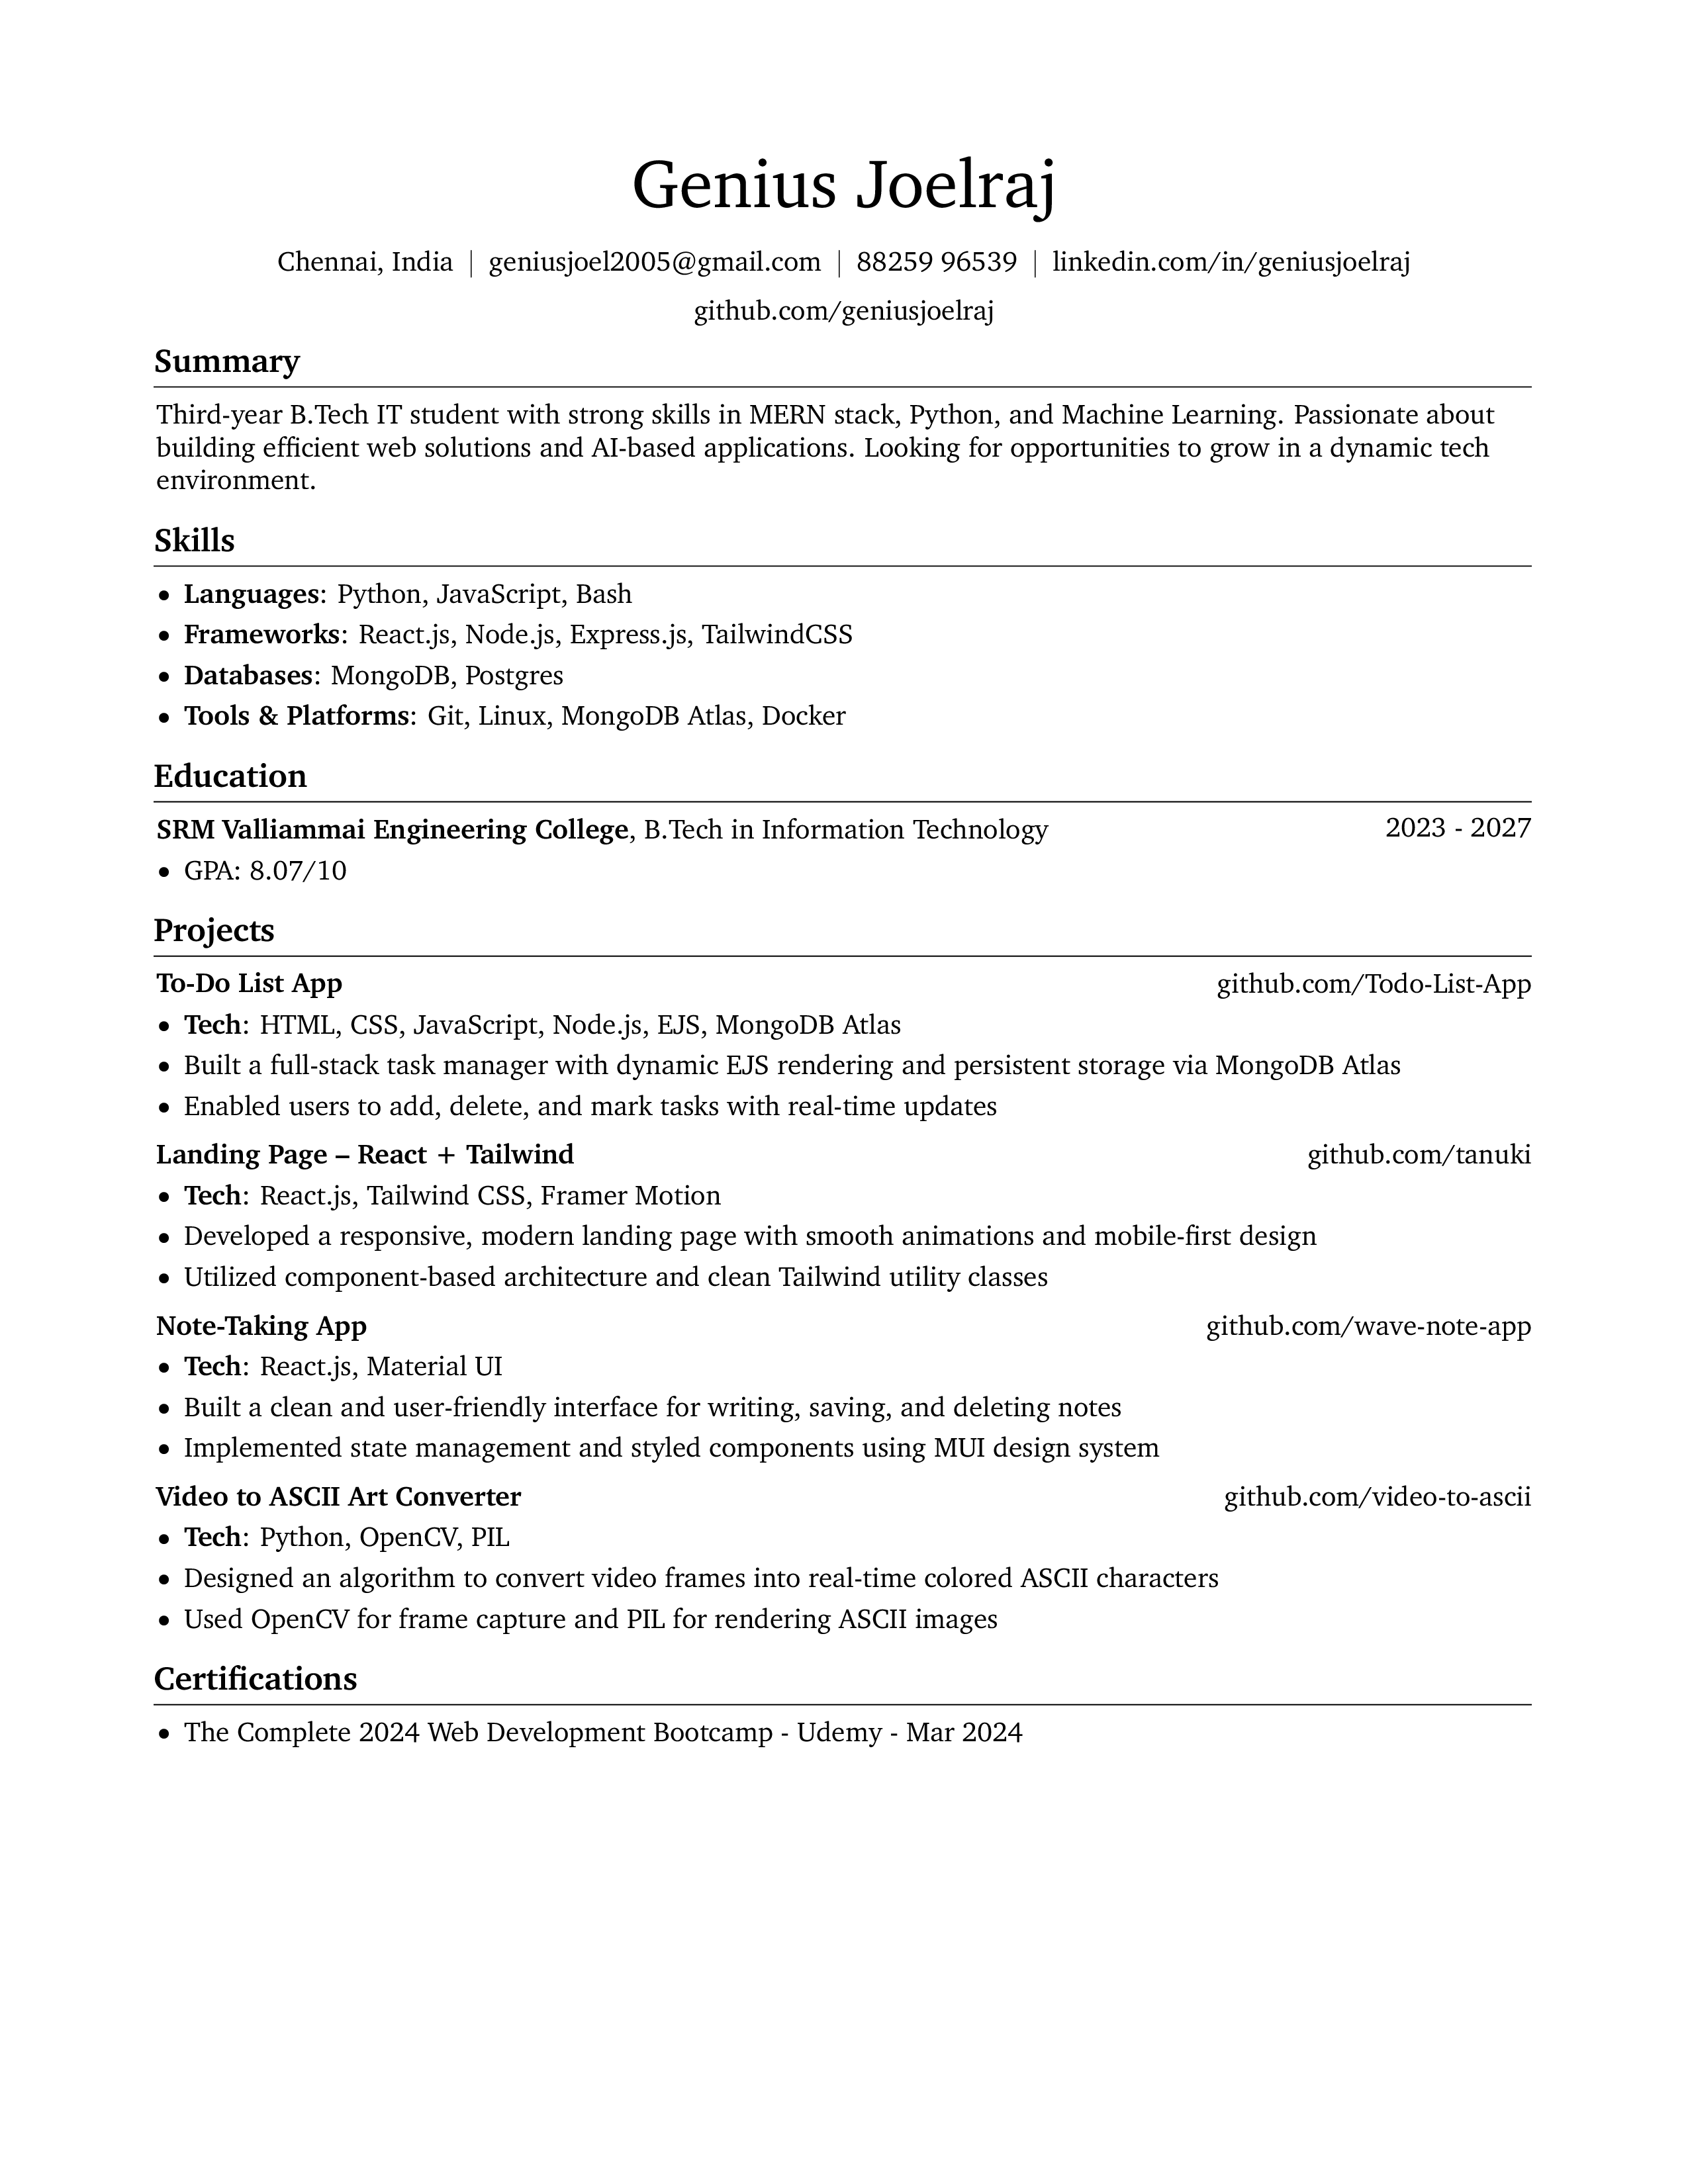 Genius Joelraj
Chennai, India | geniusjoel2005@gmail.com | 88259 96539 | linkedin.com/in/geniusjoelraj
github.com/geniusjoelraj
Summary
Third-year B.Tech IT student with strong skills in MERN stack, Python, and Machine Learning. Passionate about
building efficient web solutions and AI-based applications. Looking for opportunities to grow in a dynamic tech
environment.
Skills
• Languages: Python, JavaScript, Bash
• Frameworks: React.js, Node.js, Express.js, TailwindCSS
• Databases: MongoDB, Postgres
• Tools & Platforms: Git, Linux, MongoDB Atlas, Docker
Education
SRM Valliammai Engineering College, B.Tech in Information Technology 2023 - 2027
• GPA: 8.07/10
Projects
To-Do List App github.com/Todo-List-App
• Tech: HTML, CSS, JavaScript, Node.js, EJS, MongoDB Atlas
• Built a full-stack task manager with dynamic EJS rendering and persistent storage via MongoDB Atlas
• Enabled users to add, delete, and mark tasks with real-time updates
Landing Page – React + Tailwind github.com/tanuki
• Tech: React.js, Tailwind CSS, Framer Motion
• Developed a responsive, modern landing page with smooth animations and mobile-first design
• Utilized component-based architecture and clean Tailwind utility classes
Note-Taking App github.com/wave-note-app
• Tech: React.js, Material UI
• Built a clean and user-friendly interface for writing, saving, and deleting notes
• Implemented state management and styled components using MUI design system
Video to ASCII Art Converter github.com/video-to-ascii
• Tech: Python, OpenCV, PIL
• Designed an algorithm to convert video frames into real-time colored ASCII characters
• Used OpenCV for frame capture and PIL for rendering ASCII images
Certifications
• The Complete 2024 Web Development Bootcamp - Udemy - Mar 2024